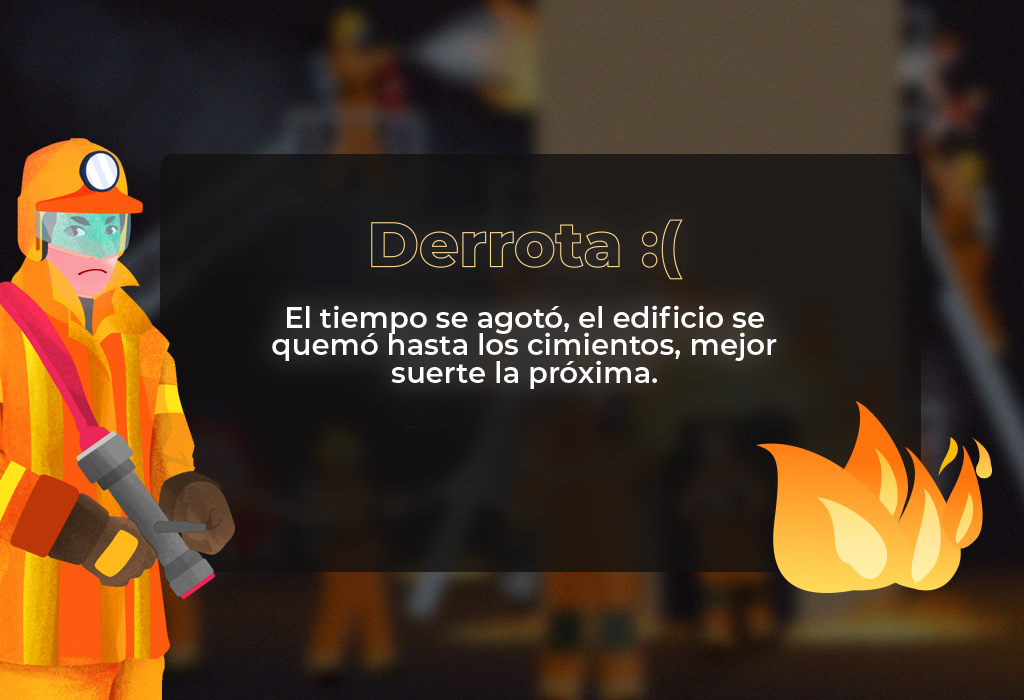 Derrota :(
El tiempo se agotó, el edificio se
quemó hasta los cimientos, mejor
suerte la próxima.